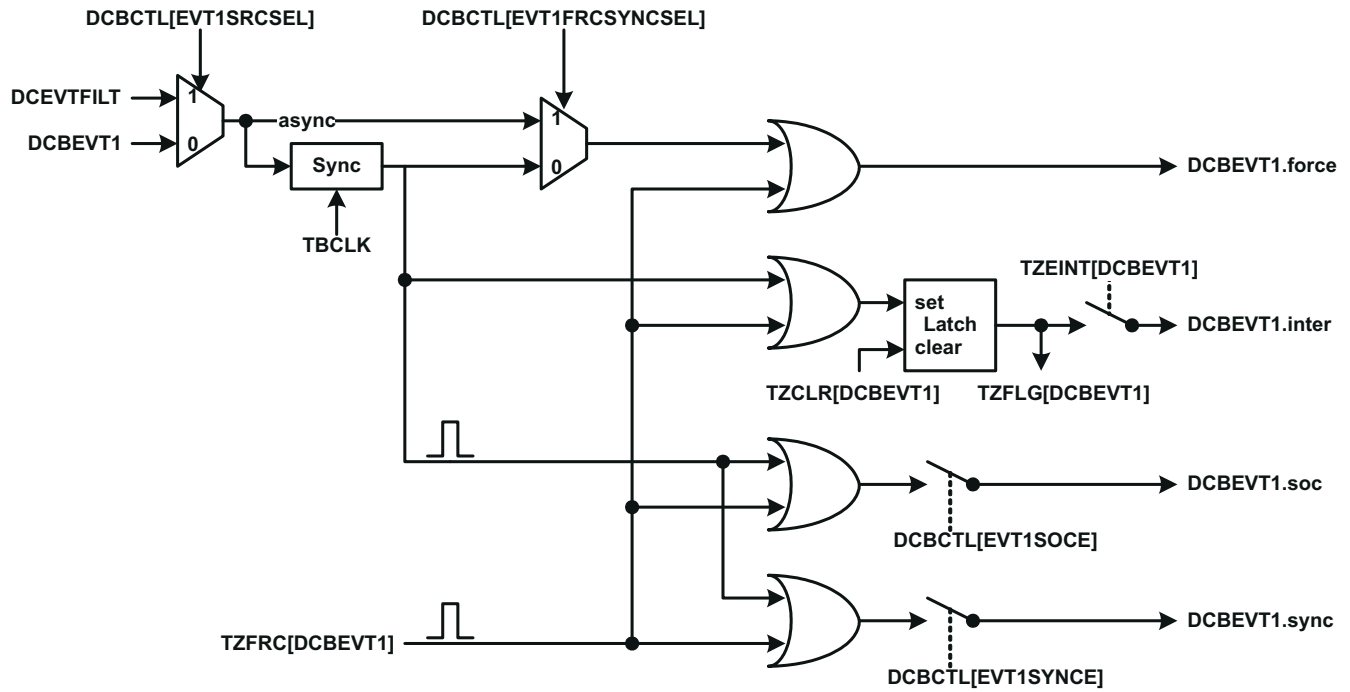 DCBCTL[EVT1SRCSEL]
DCBCTL[EVT1FRCSYNCSEL]
DCEVTFILT
1
async
1
DCBEVT1
0
Sync
0
DCBEVT1.force
TBCLK
TZEINT[DCBEVT1]
set
Latch
clear
DCBEVT1.inter
TZCLR[DCBEVT1]
TZFLG[DCBEVT1]
DCBEVT1.soc
DCBCTL[EVT1SOCE]
DCBEVT1.sync
TZFRC[DCBEVT1]
DCBCTL[EVT1SYNCE]